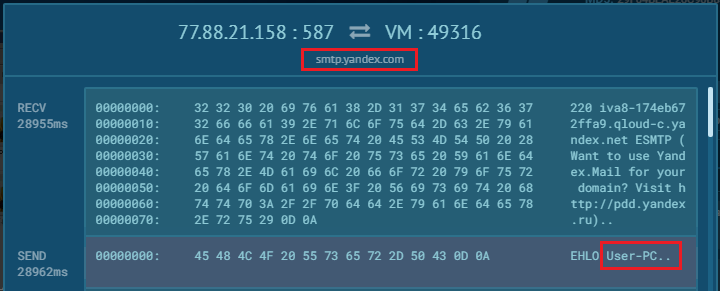 77.88.21.158 : 587 ⇄ VM : 49316
smtp.yandex.com
RECV 00000000: 32 32 30 20 69 76 61 38 2D 31 37 34 65 62 36 37 220 iva8-174eb67
28955ms 00000010: 32 66 66 61 39 2E 71 6C 6F 75 64 2D 63 2E 79 61 2ffa9.qloud-c.ya
00000020: 6E 64 65 78 2E 6E 65 74 20 45 53 4D 54 50 20 28 ndex.net ESMTP (
00000030: 57 61 6E 74 20 74 6F 20 75 73 65 20 59 61 6E 64 Want to use Yand
00000040: 65 78 2E 4D 61 69 6C 20 66 6F 72 20 79 6F 75 72 ex.Mail for your
00000050: 20 64 6F 6D 61 69 6E 3F 20 56 69 73 69 74 20 68 domain? Visit h
00000060: 74 74 70 3A 2F 2F 70 64 64 2E 79 61 6E 64 65 78 ttp://pdd.yandex
00000070: 2E 72 75 29 0D 0A .ru)..
SEND 00000000: 45 48 4C 4F 20 55 73 65 72 2D 50 43 0D 0A EHLO User-PC..
28962ms